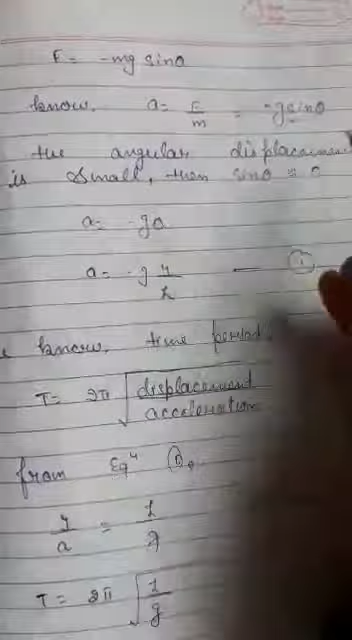 F = -mg sinθ
know, a = F/m = -gsinθ
the angular displacement
is small, then sinθ = θ
a = -gθ
a = -g y/L — ①
know, time period
T = 2π √(displacement/acceleration)
from Eqⁿ ①,
y/a = L/g
T = 2π √(L/g)